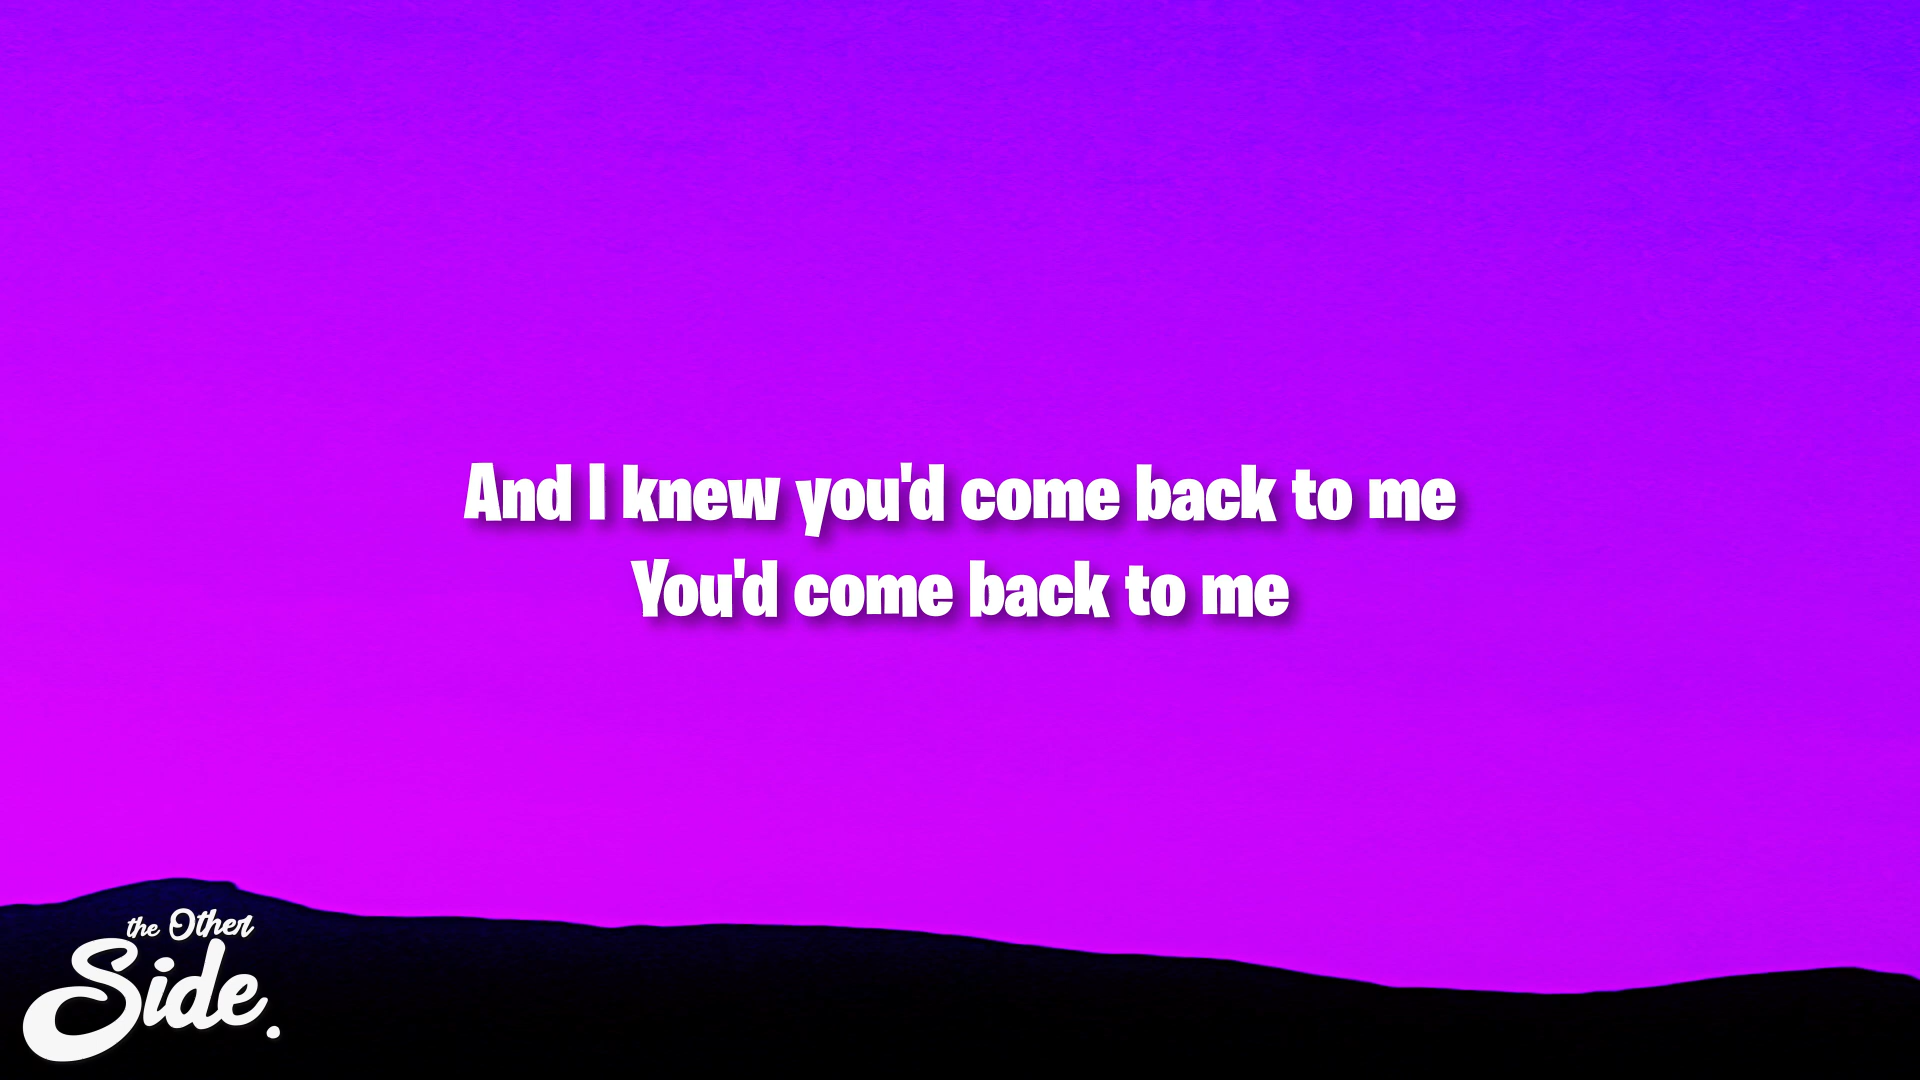 And I knew you'd come back to me
You'd come back to me
the Other
Side.